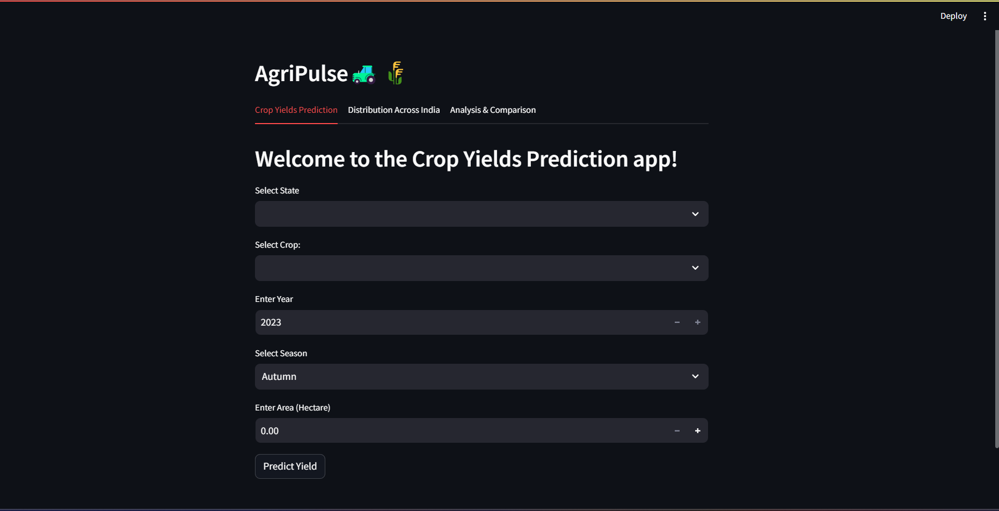 Deploy
AgriPulse
Crop Yields Prediction Distribution Across India Analysis & Comparison
Welcome to the Crop Yields Prediction app!
Select State
Select Crop:
Enter Year
2023
Select Season
Autumn
Enter Area (Hectare)
0.00
Predict Yield